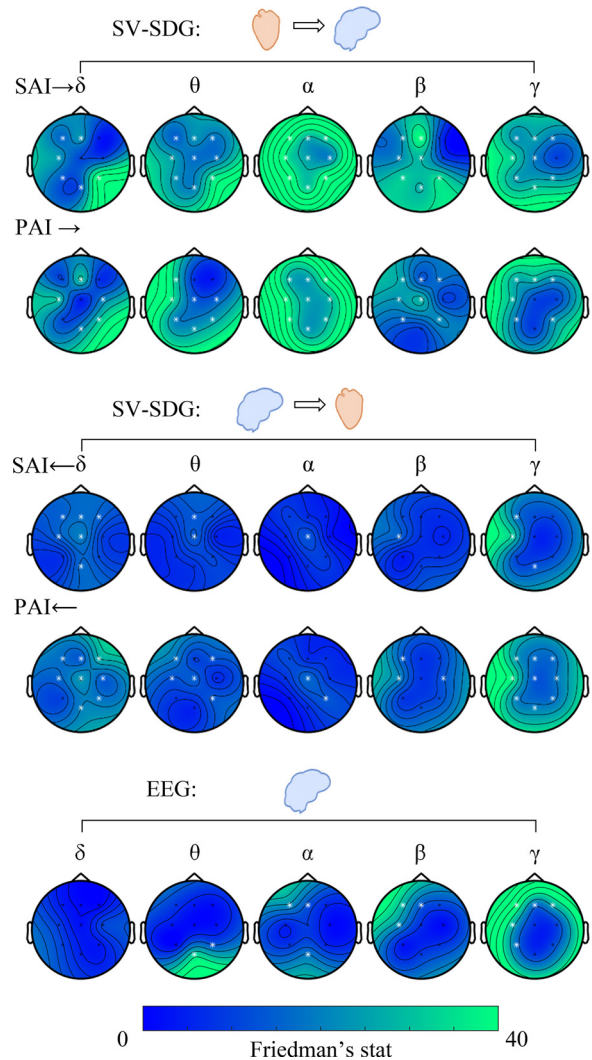 SV-SDG:
SAI→δ θ α β γ
PAI →
SV-SDG:
SAI←δ θ α β γ
PAI←
EEG:
δ θ α β γ
0 40
Friedman's stat